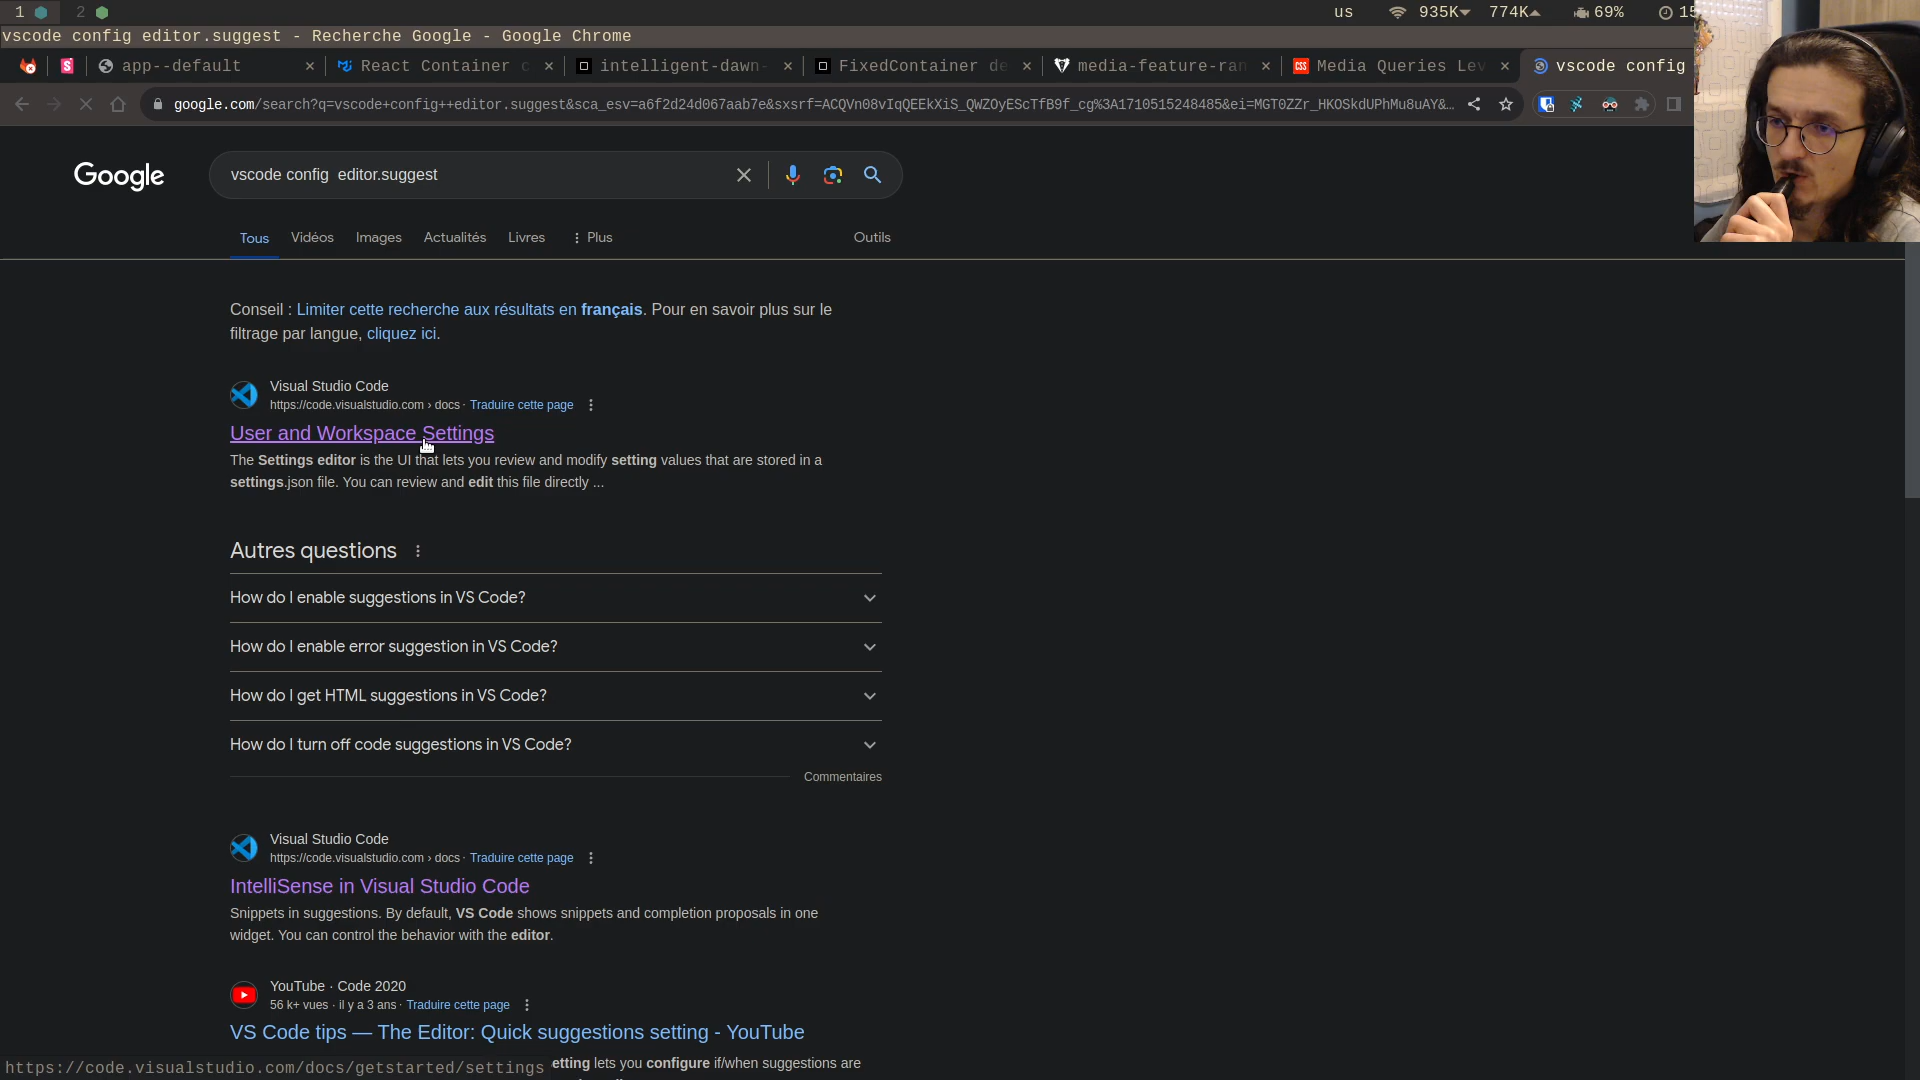 1 2 us 935K 774K 69% 15
vscode config editor.suggest - Recherche Google - Google Chrome
app--default × React Container c × intelligent-dawn- × FixedContainer de × media-feature-ran × css Media Queries Lev × vscode config
google.com/search?q=vscode+config++editor.suggest&sca_esv=a6f2d24d067aab7e&sxsrf=ACQVn08vIqQEEkXiS_QWZOyEScTfB9f_cg%3A1710515248485&ei=MGT0ZZr_HKOSkdUPhMu8uAY&...
Google
vscode config editor.suggest
Tous Vidéos Images Actualités Livres Plus Outils
Conseil : Limiter cette recherche aux résultats en français. Pour en savoir plus sur le
filtrage par langue, cliquez ici.
Visual Studio Code
https://code.visualstudio.com › docs · Traduire cette page
User and Workspace Settings
The Settings editor is the UI that lets you review and modify setting values that are stored in a
settings.json file. You can review and edit this file directly ...
Autres questions
How do I enable suggestions in VS Code?
How do I enable error suggestion in VS Code?
How do I get HTML suggestions in VS Code?
How do I turn off code suggestions in VS Code?
Commentaires
Visual Studio Code
https://code.visualstudio.com › docs · Traduire cette page
IntelliSense in Visual Studio Code
Snippets in suggestions. By default, VS Code shows snippets and completion proposals in one
widget. You can control the behavior with the editor.
YouTube · Code 2020
56 k+ vues · il y a 3 ans · Traduire cette page
VS Code tips — The Editor: Quick suggestions setting - YouTube
etting lets you configure if/when suggestions are
https://code.visualstudio.com/docs/getstarted/settings